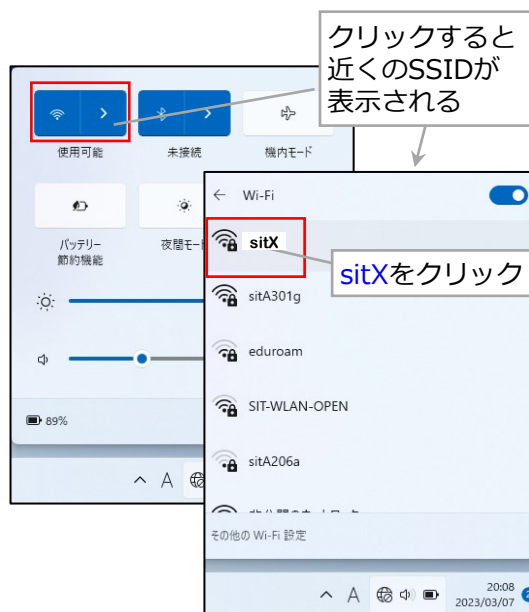 クリックすると
近くのSSIDが
表示される
使用可能
未接続
機内モード
バッテリー
節約機能
夜間モー
89%
A
Wi-Fi
sitX
sitXをクリック
sitA301g
eduroam
SIT-WLAN-OPEN
sitA206a
その他の Wi-Fi 設定
A
20:08
2023/03/07